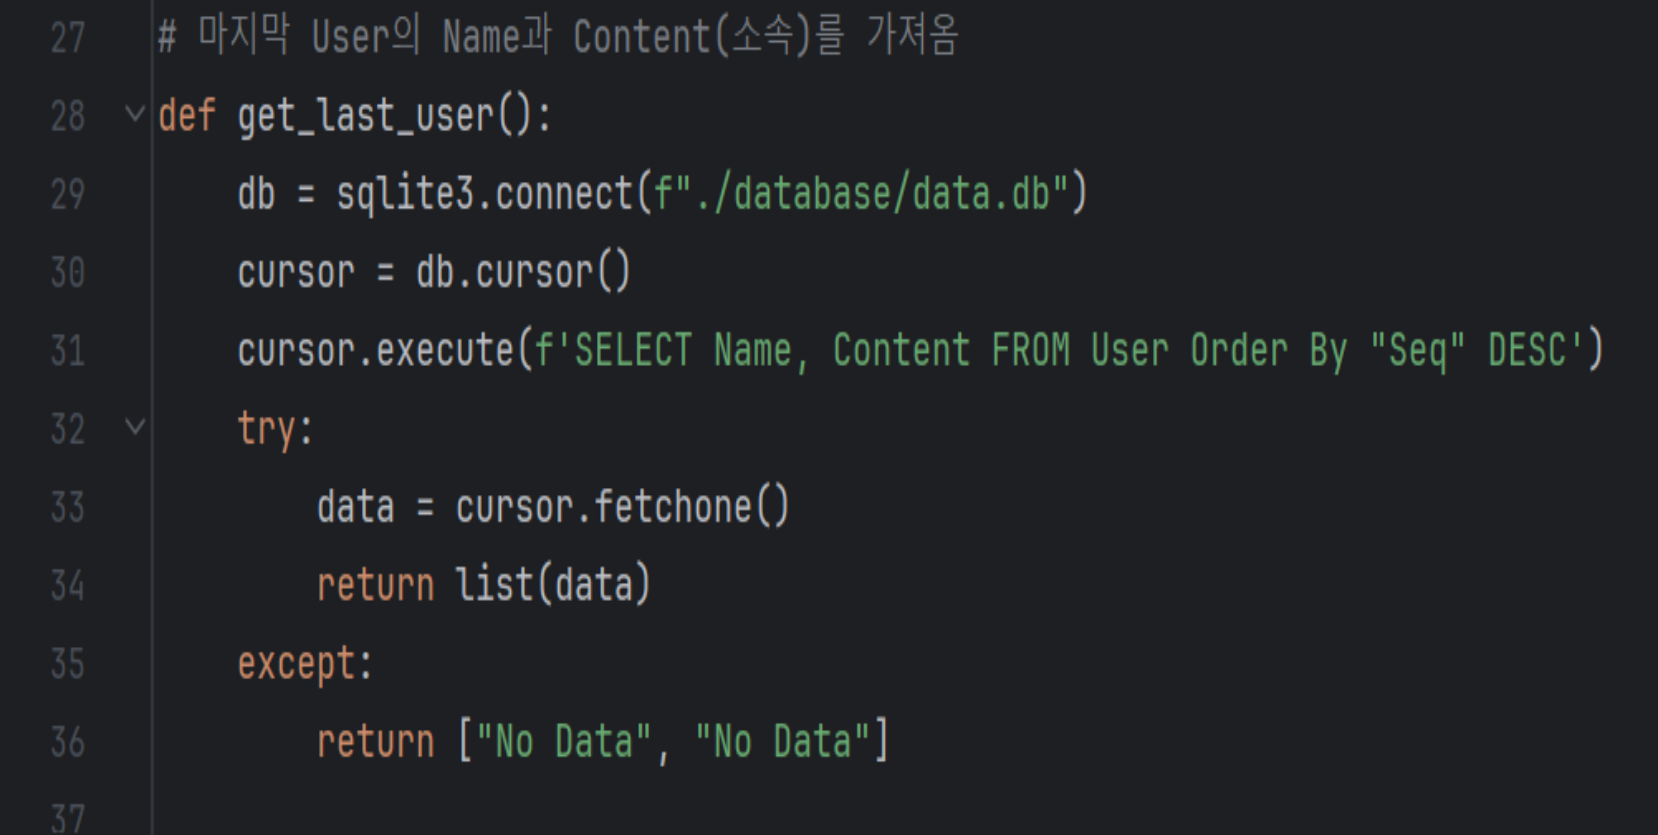 27 # 마지막 User의 Name과 Content(소속)를 가져옴
28 def get_last_user():
29 db = sqlite3.connect(f"./database/data.db")
30 cursor = db.cursor()
31 cursor.execute(f'SELECT Name, Content FROM User Order By "Seq" DESC')
32 try:
33 data = cursor.fetchone()
34 return list(data)
35 except:
36 return ["No Data", "No Data"]
37